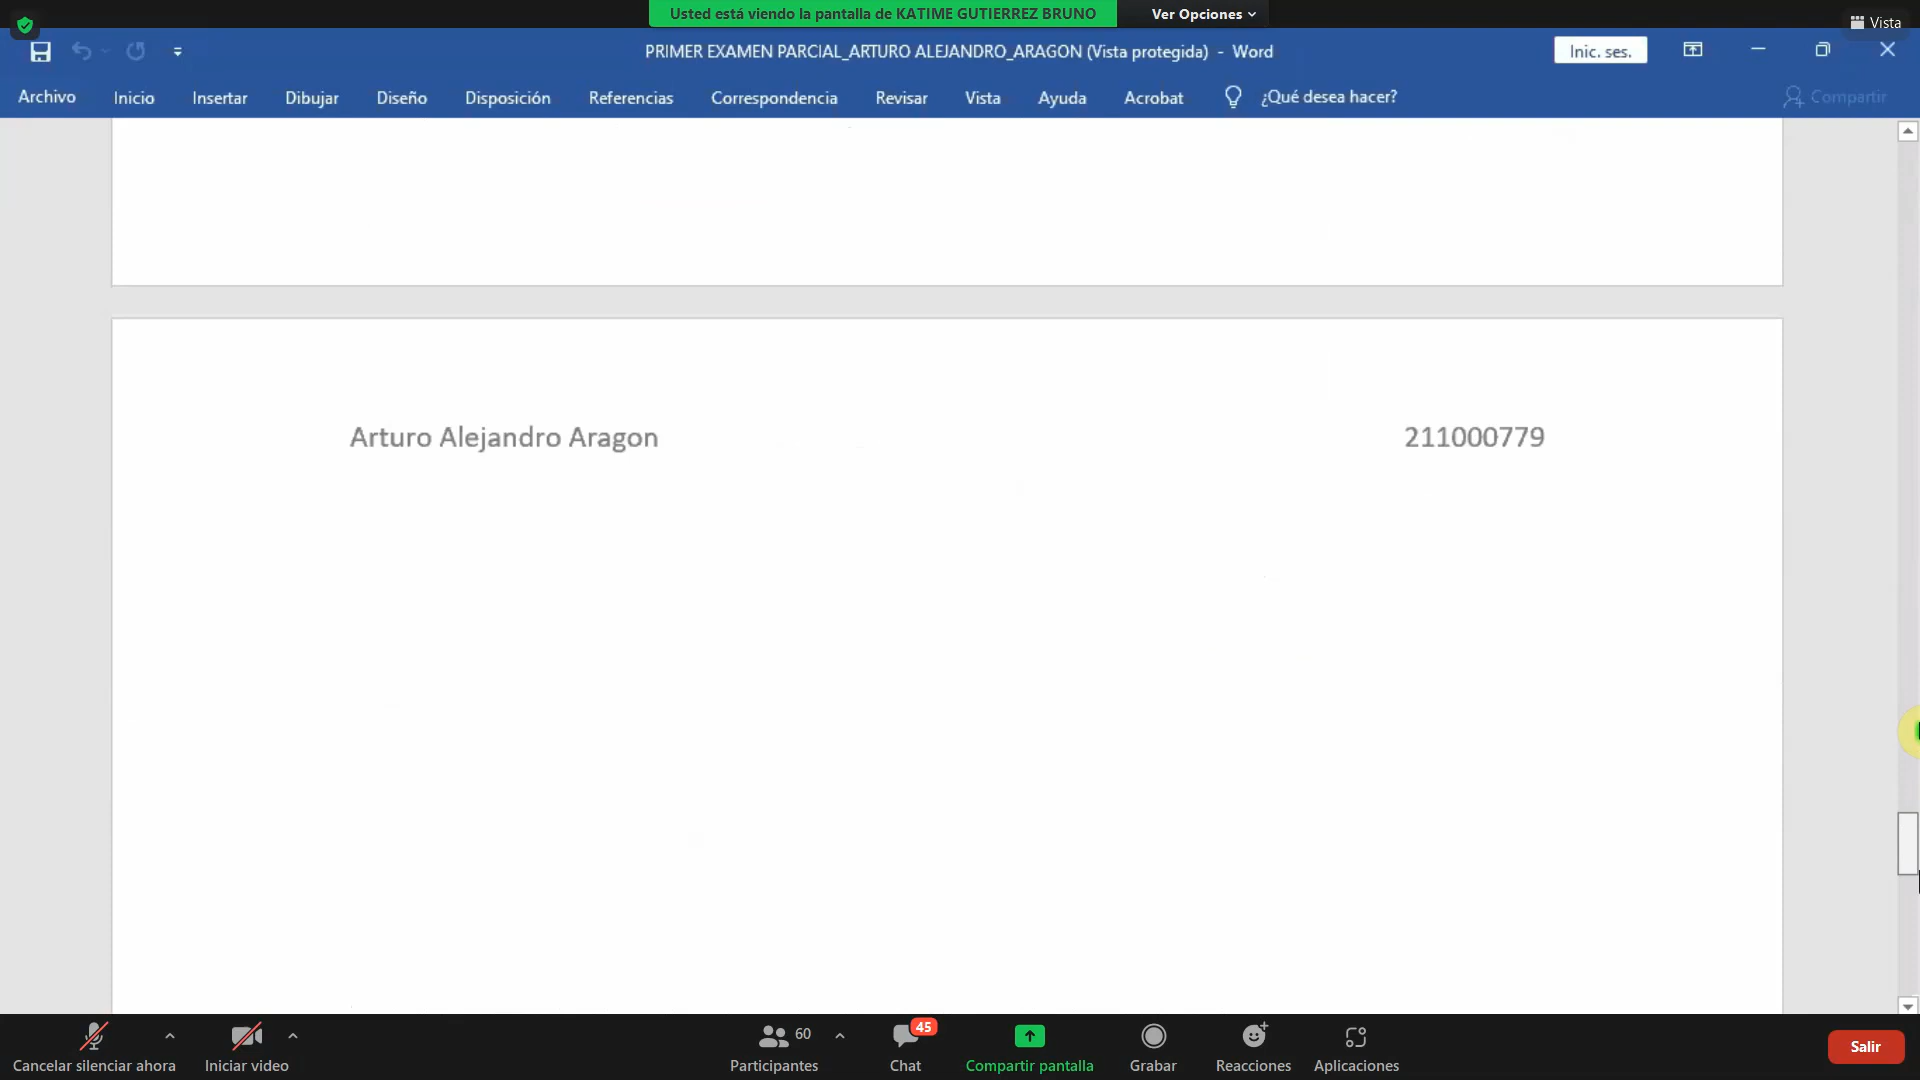 Usted está viendo la pantalla de KATIME GUTIERREZ BRUNO
Ver Opciones
Vista
PRIMER EXAMEN PARCIAL_ARTURO ALEJANDRO_ARAGON (Vista protegida) - Word
Inic. ses.
Archivo Inicio Insertar Dibujar Diseño Disposición Referencias Correspondencia Revisar Vista Ayuda Acrobat ¿Qué desea hacer? Compartir
Arturo Alejandro Aragon 211000779
60
45
Cancelar silenciar ahora Iniciar video Participantes Chat Compartir pantalla Grabar Reacciones Aplicaciones Salir